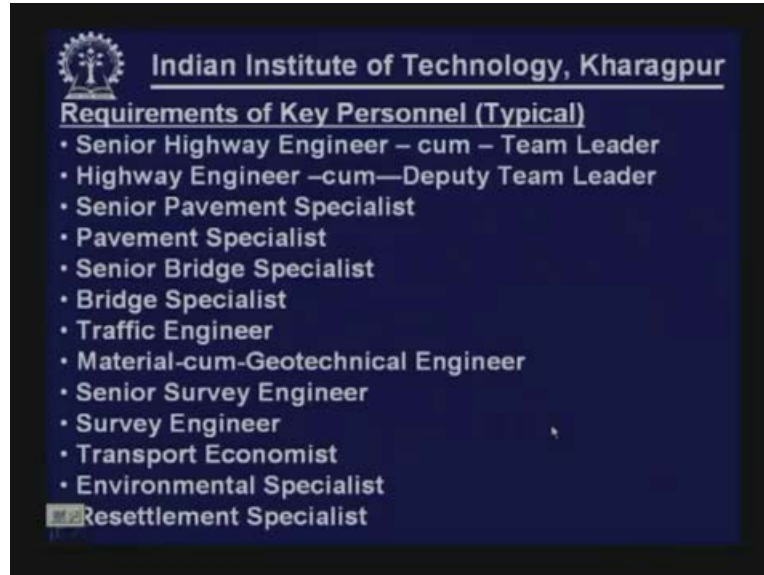 Indian Institute of Technology, Kharagpur
Requirements of Key Personnel (Typical)
• Senior Highway Engineer – cum – Team Leader
• Highway Engineer –cum—Deputy Team Leader
• Senior Pavement Specialist
• Pavement Specialist
• Senior Bridge Specialist
• Bridge Specialist
• Traffic Engineer
• Material-cum-Geotechnical Engineer
• Senior Survey Engineer
• Survey Engineer
• Transport Economist
• Environmental Specialist
Resettlement Specialist